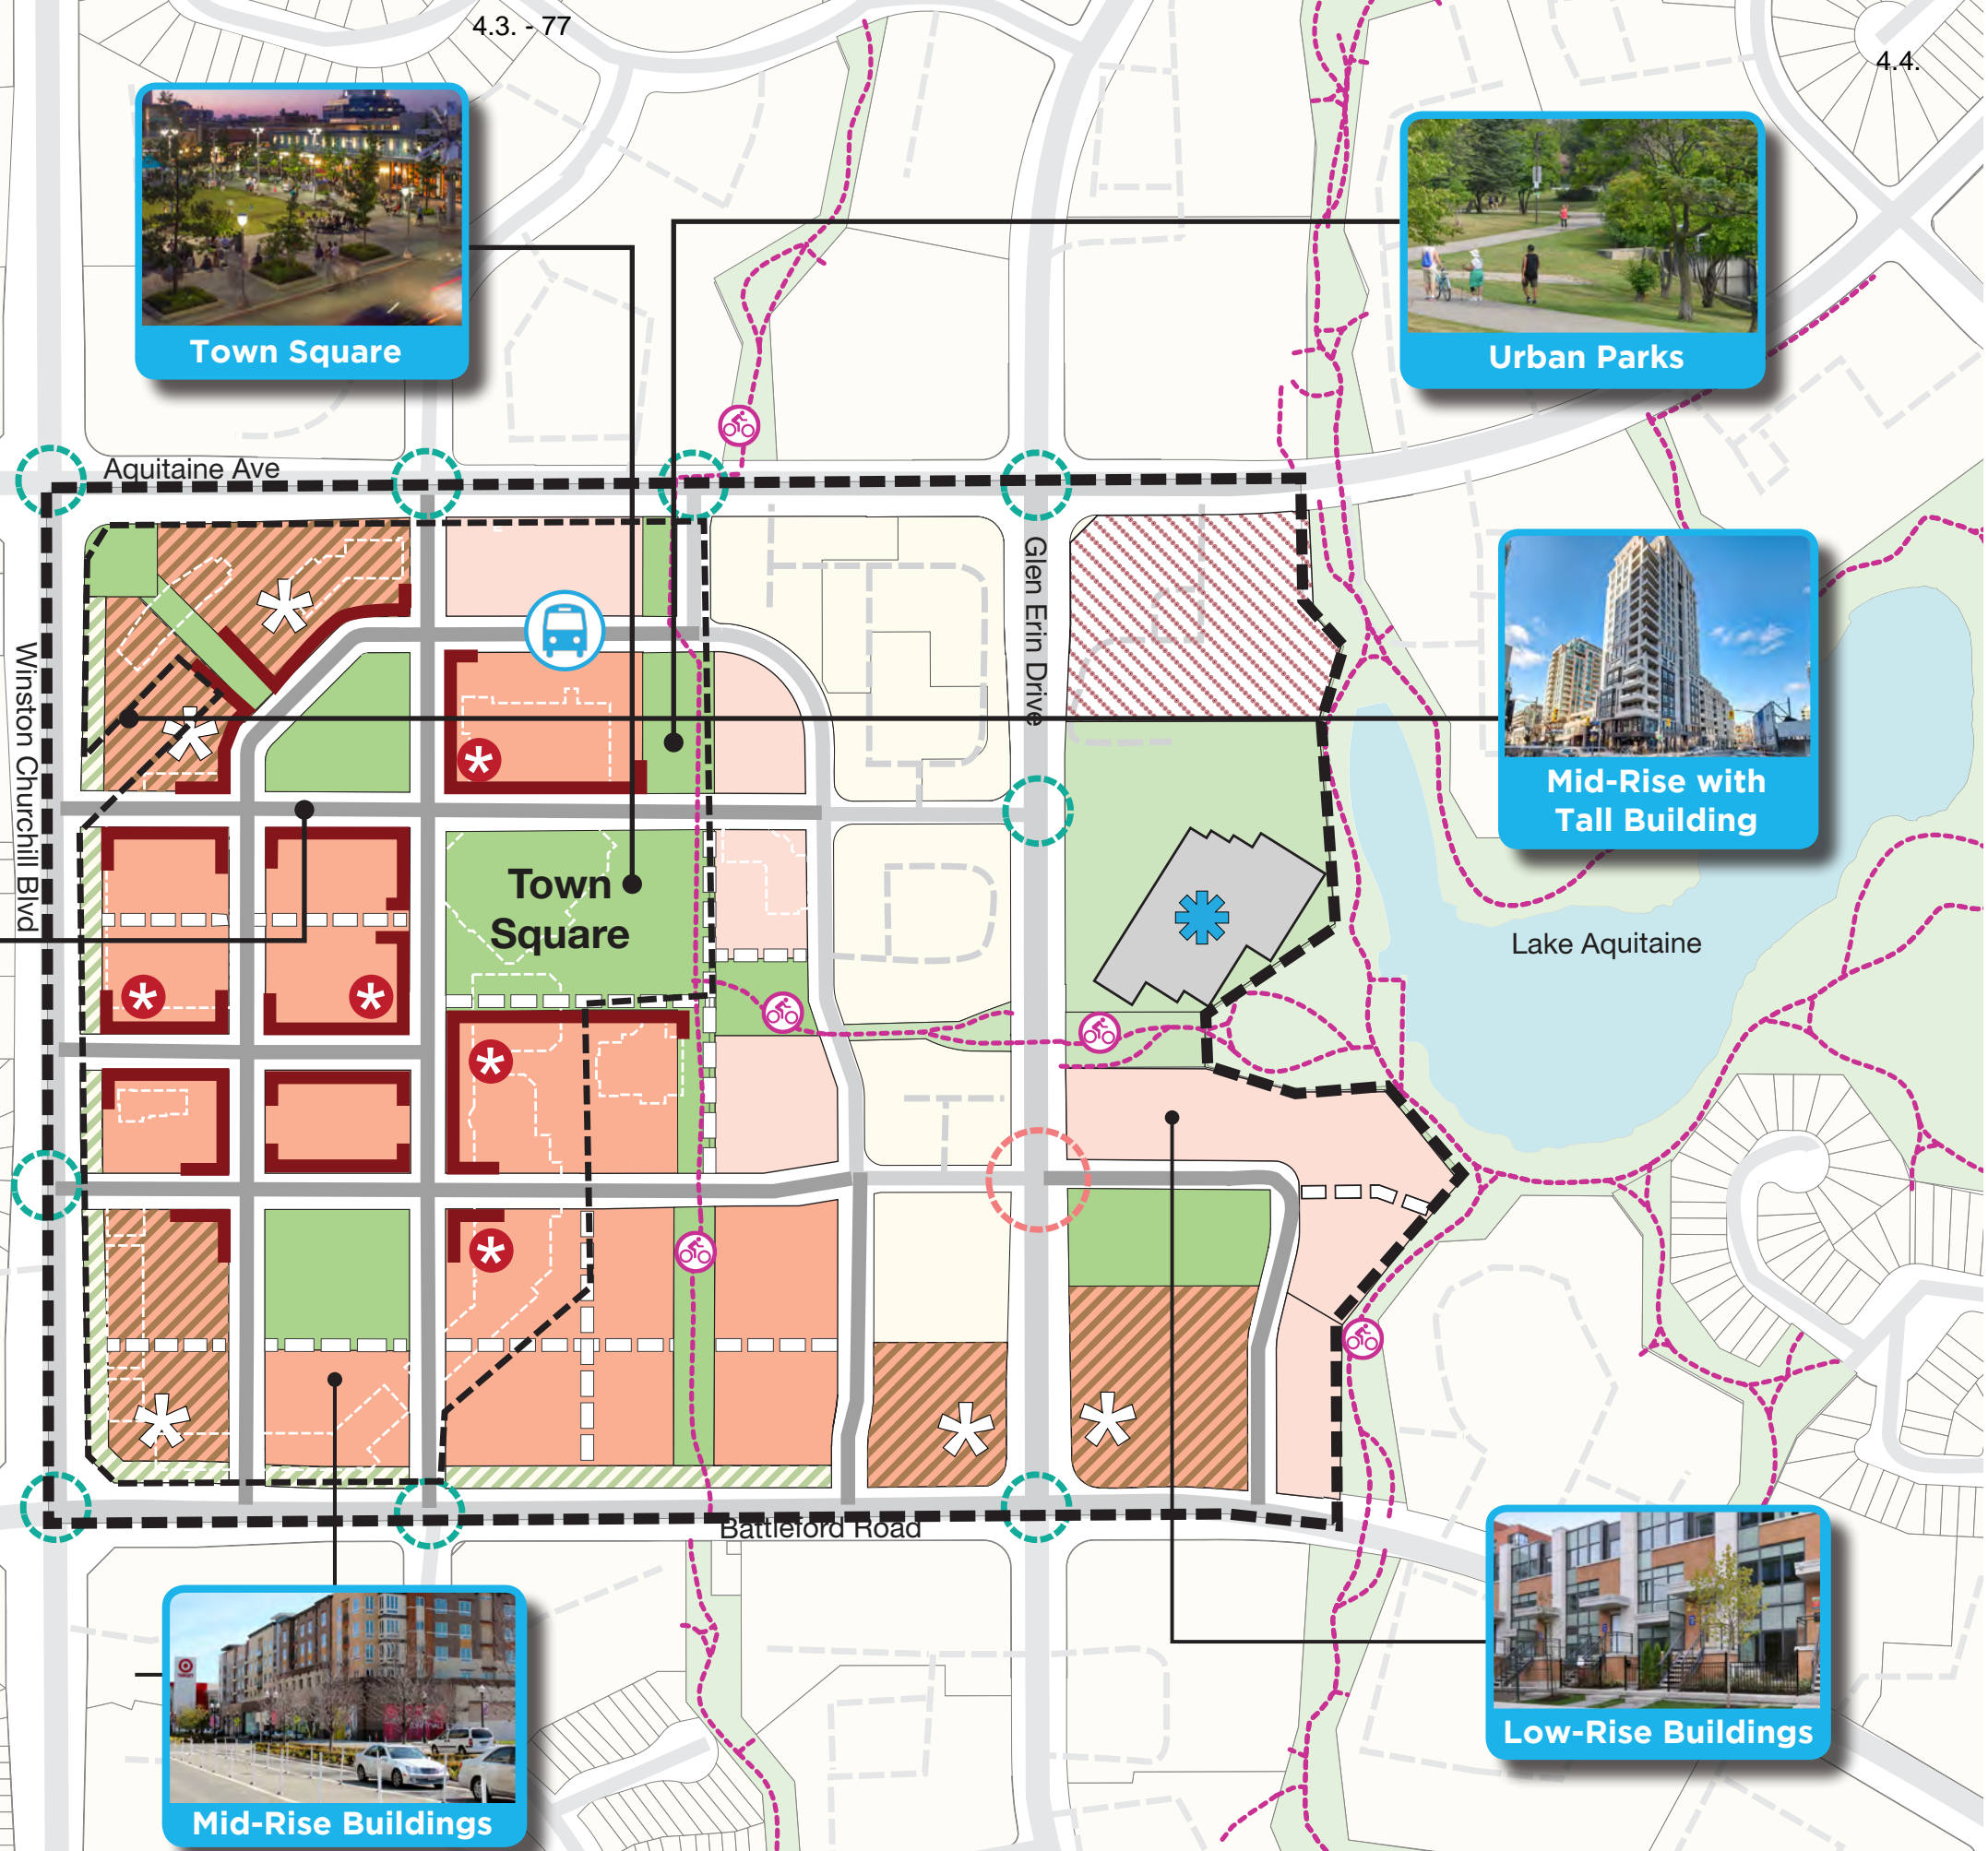 4.3. - 77
4.4.
Town Square
Urban Parks
Aquitaine Ave
Glen Erin Drive
Winston Churchill Blvd
Mid-Rise with
Tall Building
Town
Square
Lake Aquitaine
Battleford Road
Mid-Rise Buildings
Low-Rise Buildings